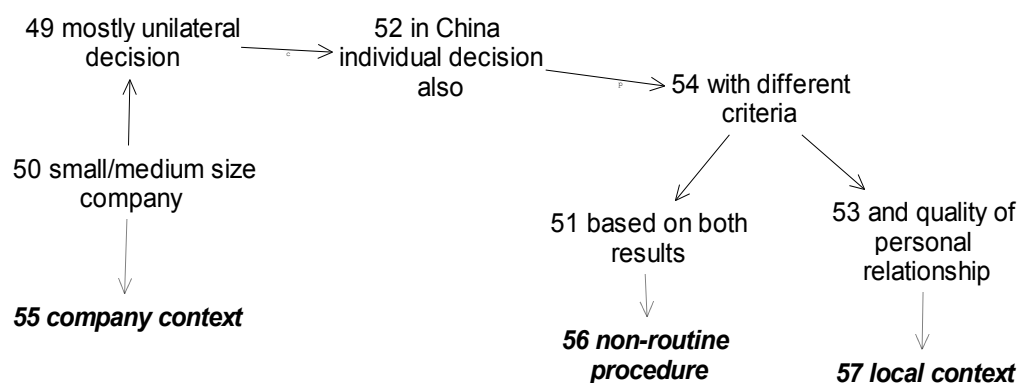 49 mostly unilateral
decision
c
52 in China
individual decision
also
p
54 with different
criteria
50 small/medium size
company
51 based on both
results
53 and quality of
personal
relationship
55 company context
56 non-routine
procedure
57 local context